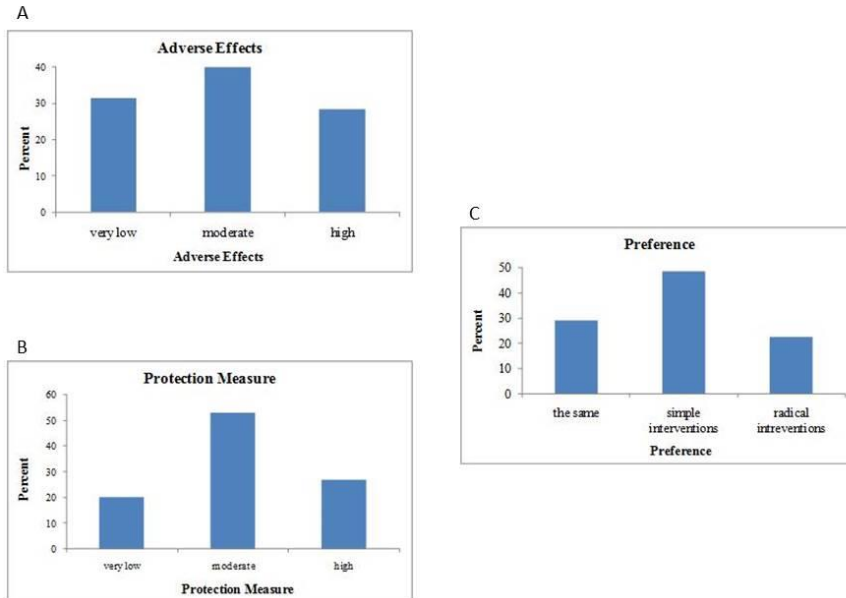 A
Adverse Effects
40
30
20
10
0
Percent
very low moderate high
Adverse Effects
B
Protection Measure
60
50
40
30
20
10
0
Percent
very low moderate high
Protection Measure
C
Preference
50
40
30
20
10
0
Percent
the same simple radical
interventions intreventions
Preference